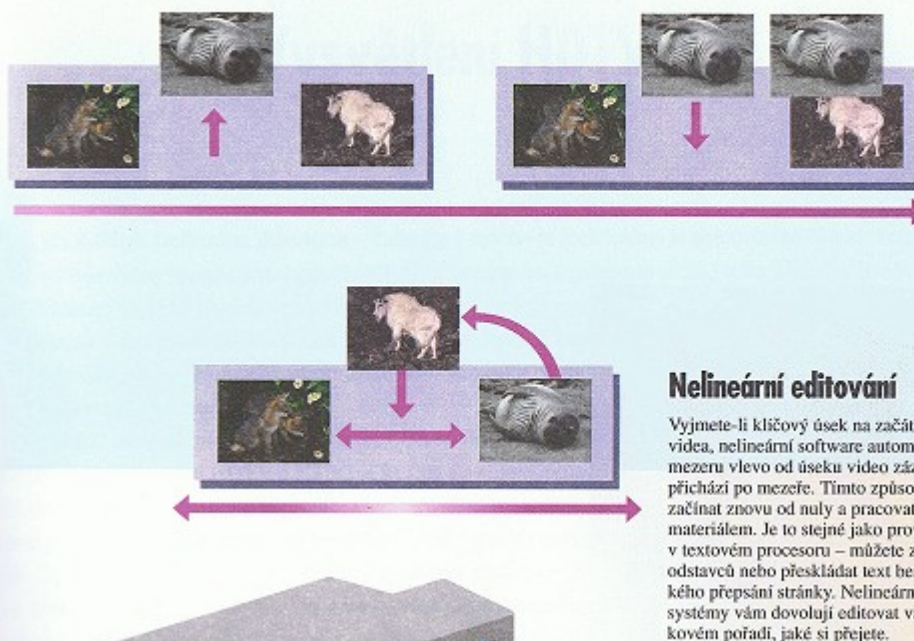 Nelineární editování
Vyjmete-li klíčový úsek na začát
videa, nelineární software autom
mezeru vlevo od úseku video záz
přichází po mezeře. Tímto způso
začínat znovu od nuly a pracovat
materiálem. Je to stejné jako prov
v textovém procesoru – můžete z
odstavců nebo přeskládat text be
kého přepsání stránky. Nelineárn
systémy vám dovolují editovat v
kovém pořadí, jaké si přejete.